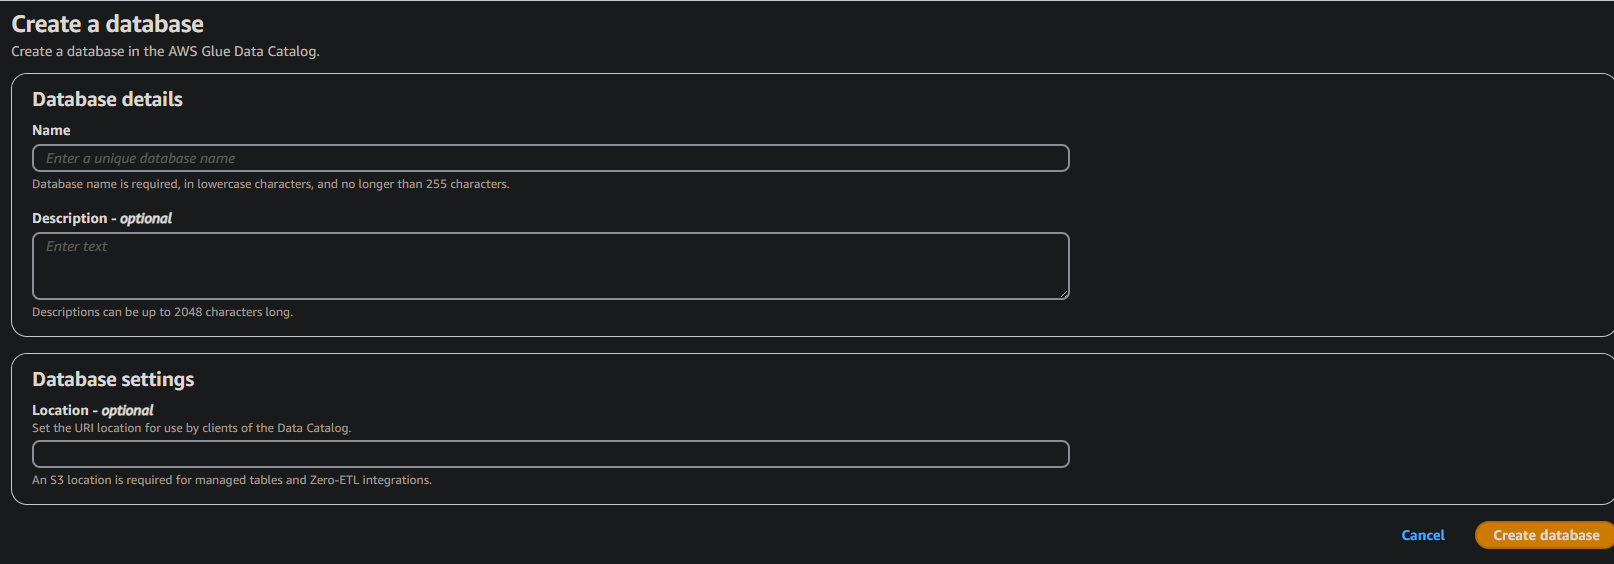 Create a database
Create a database in the AWS Glue Data Catalog.
Database details
Name
Enter a unique database name
Database name is required, in lowercase characters, and no longer than 255 characters.
Description - optional
Enter text
Descriptions can be up to 2048 characters long.
Database settings
Location - optional
Set the URI location for use by clients of the Data Catalog.
An S3 location is required for managed tables and Zero-ETL integrations.
Cancel Create database